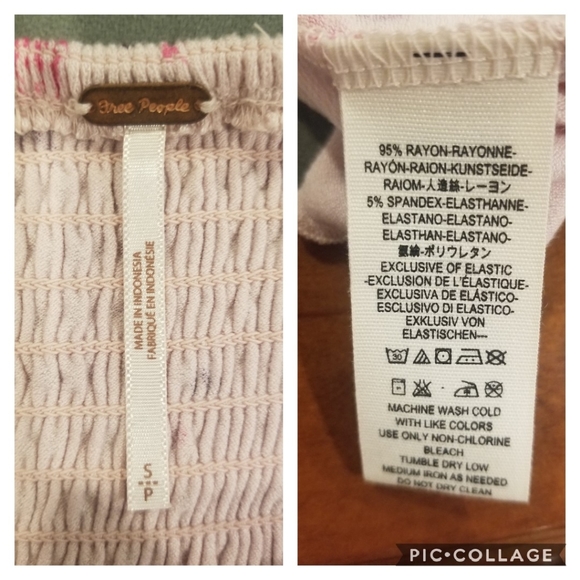 Free People
MADE IN INDONESIA
FABRIQUÉ EN INDONÉSIE
S
P
95% RAYON-RAYONNE-
RAYÓN-RAION-KUNSTSEIDE-
RAIOM-人造絲-レーヨン
5% SPANDEX-ELASTHANNE-
ELASTANO-ELASTANO-
ELASTHAN-ELASTANO-
氨綸-ポリウレタン
EXCLUSIVE OF ELASTIC
-EXCLUSION DE L'ÉLASTIQUE-
EXCLUSIVA DE ELÁSTICO-
ESCLUSIVO DI ELASTICO-
EXKLUSIV VON
ELASTISCHEN---
30
MACHINE WASH COLD
WITH LIKE COLORS
USE ONLY NON-CHLORINE
BLEACH
TUMBLE DRY LOW
MEDIUM IRON AS NEEDED
DO NOT DRY CLEAN
PIC•COLLAGE